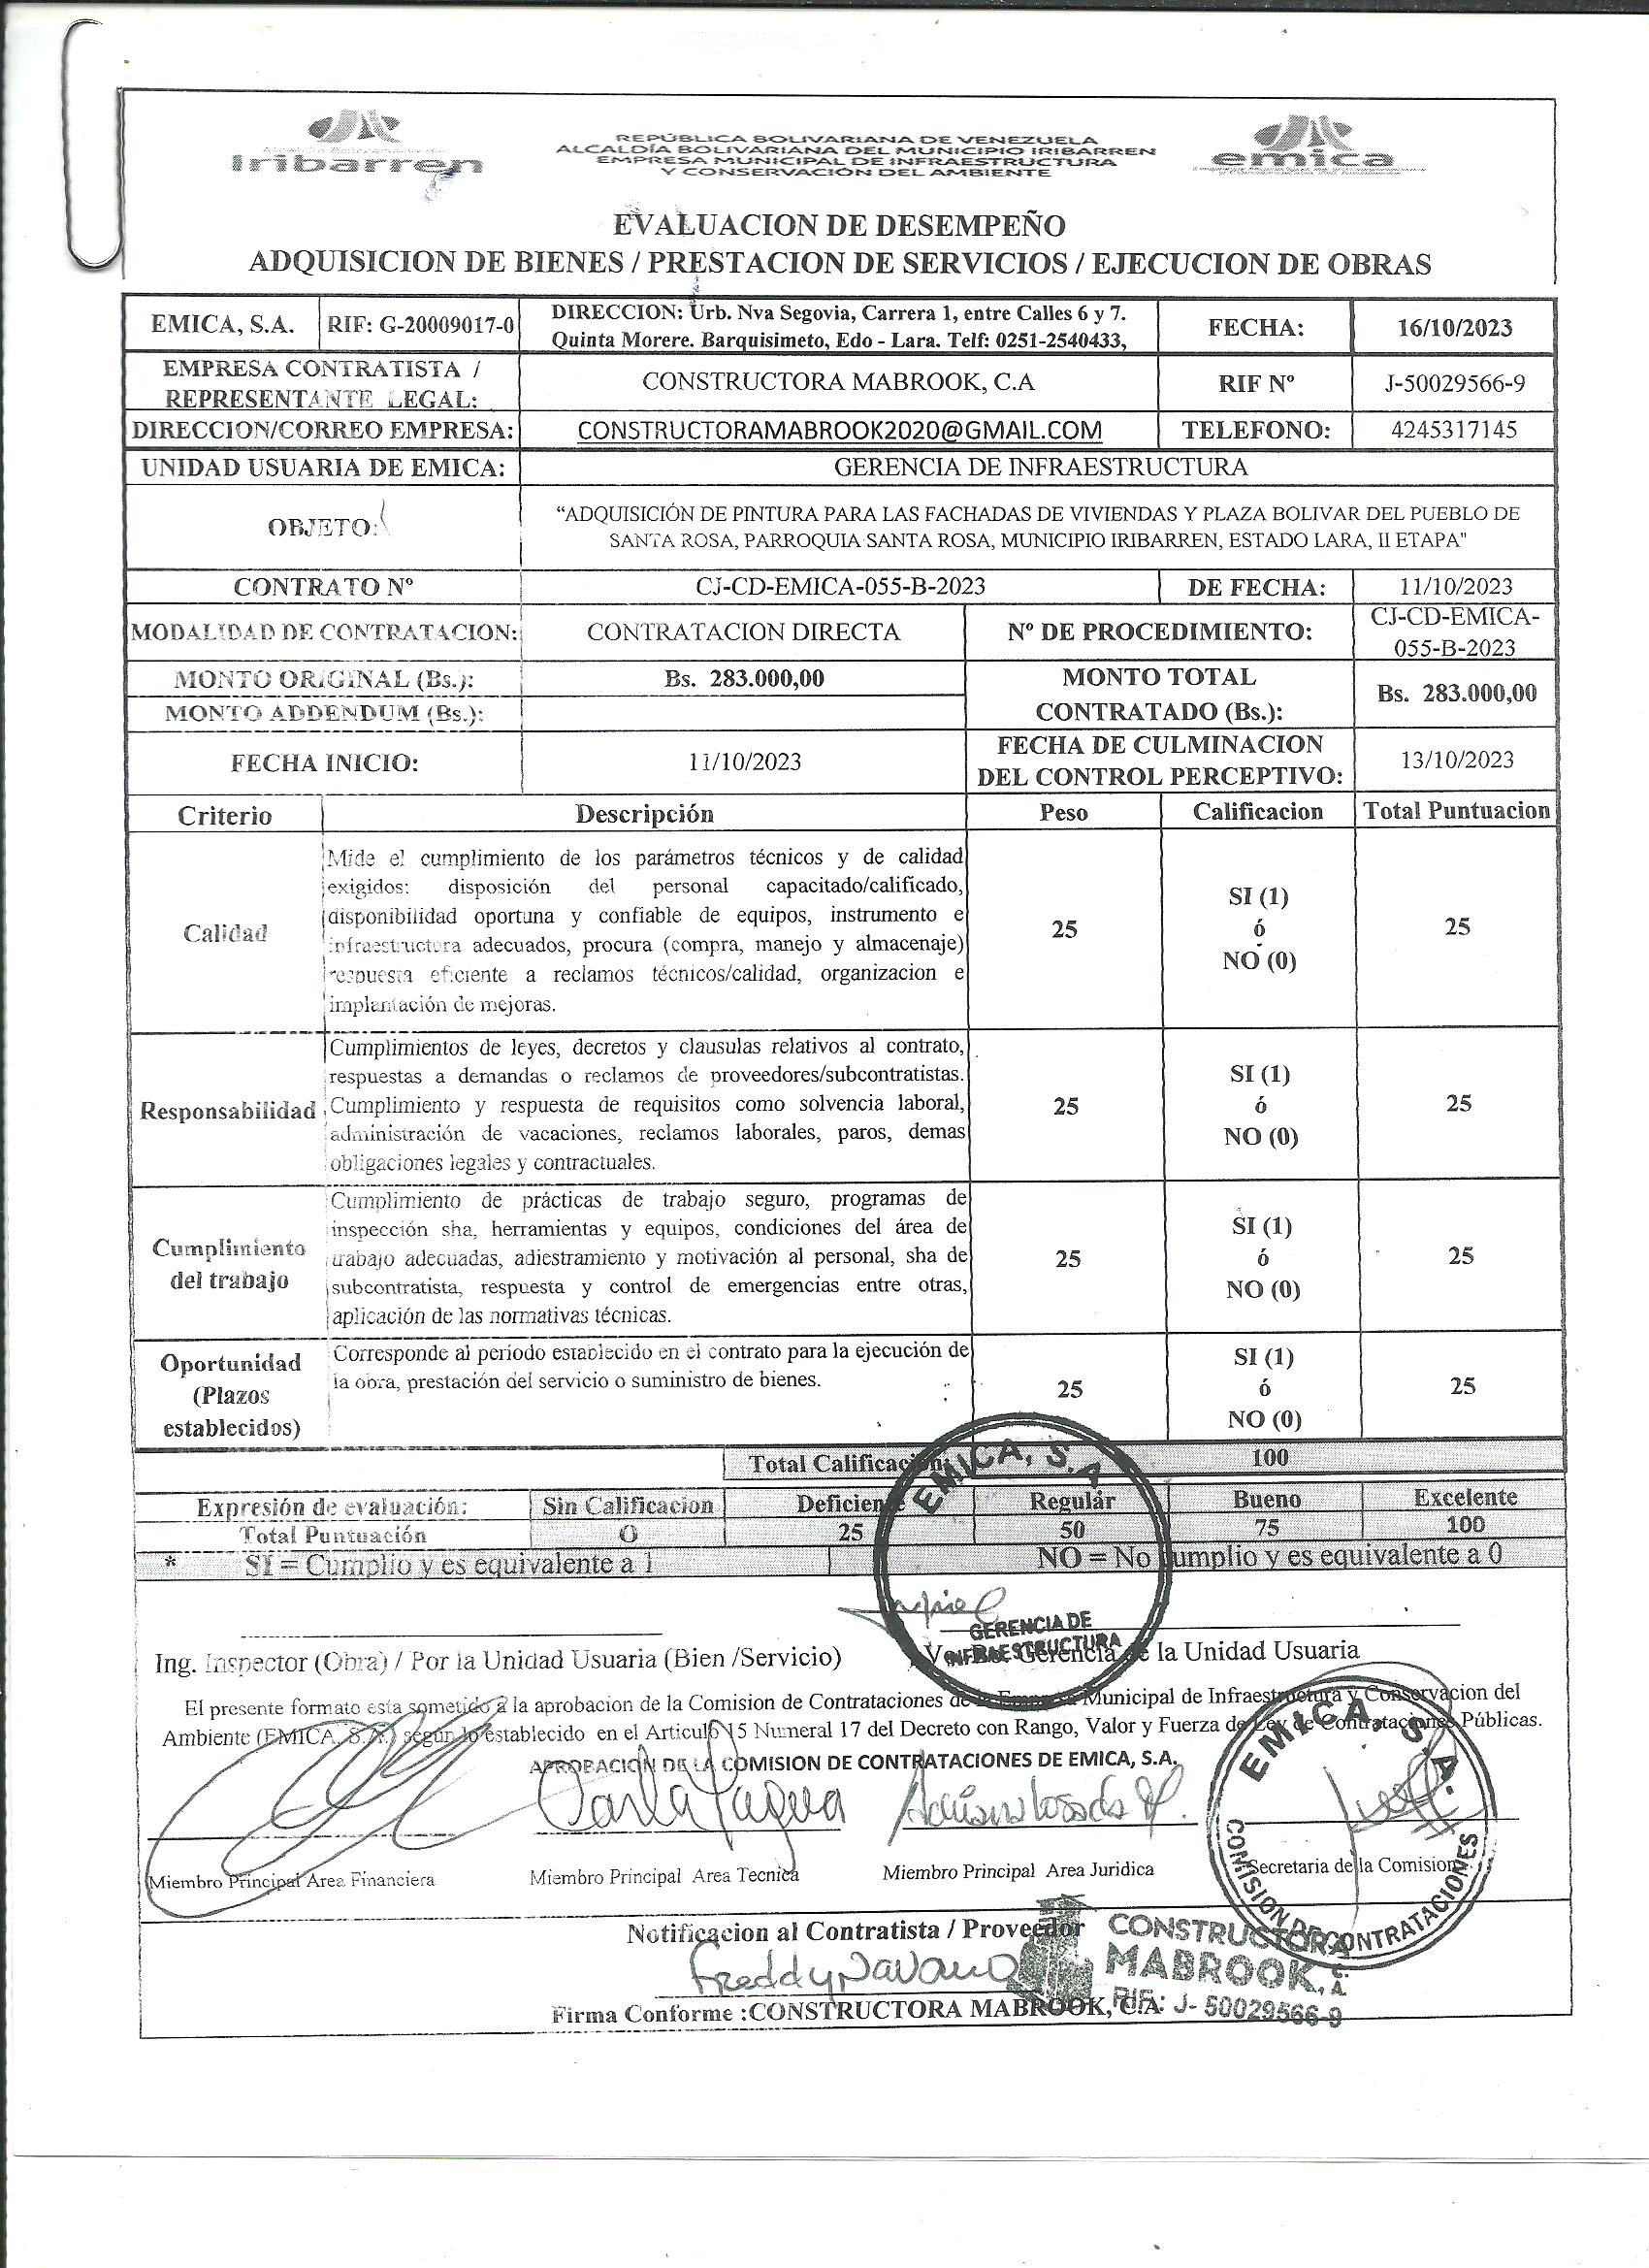 Iribarren
REPÚBLICA BOLIVARIANA DE VENEZUELA
ALCALDÍA BOLIVARIANA DEL MUNICIPIO IRIBARREN
EMPRESA MUNICIPAL DE INFRAESTRUCTURA
Y CONSERVACIÓN DEL AMBIENTE
emica
EVALUACION DE DESEMPEÑO
ADQUISICION DE BIENES / PRESTACION DE SERVICIOS / EJECUCION DE OBRAS
EMICA, S.A.
RIF: G-20009017-0
DIRECCION: Urb. Nva Segovia, Carrera 1, entre Calles 6 y 7.
Quinta Morere. Barquisimeto, Edo - Lara. Telf: 0251-2540433,
FECHA:
16/10/2023
EMPRESA CONTRATISTA /
REPRESENTANTE LEGAL:
CONSTRUCTORA MABROOK, C.A
RIF Nº
J-50029566-9
DIRECCION/CORREO EMPRESA:
CONSTRUCTORAMABROOK2020@GMAIL.COM
TELEFONO:
4245317145
UNIDAD USUARIA DE EMICA:
GERENCIA DE INFRAESTRUCTURA
OBJETO:
“ADQUISICIÓN DE PINTURA PARA LAS FACHADAS DE VIVIENDAS Y PLAZA BOLIVAR DEL PUEBLO DE
SANTA ROSA, PARROQUIA SANTA ROSA, MUNICIPIO IRIBARREN, ESTADO LARA, II ETAPA"
CONTRATO Nº
CJ-CD-EMICA-055-B-2023
DE FECHA:
11/10/2023
MODALIDAD DE CONTRATACION:
CONTRATACION DIRECTA
Nº DE PROCEDIMIENTO:
CJ-CD-EMICA-
055-B-2023
MONTO ORIGINAL (Bs.):
Bs. 283.000,00
MONTO TOTAL
CONTRATADO (Bs.):
Bs. 283.000,00
MONTO ADDENDUM (Bs.):
FECHA INICIO:
11/10/2023
FECHA DE CULMINACION
DEL CONTROL PERCEPTIVO:
13/10/2023
Criterio
Descripción
Peso
Calificacion
Total Puntuacion
Calidad
Mide el cumplimiento de los parámetros técnicos y de calidad
exigidos: disposición del personal capacitado/calificado,
disponibilidad oportuna y confiable de equipos, instrumento e
infraestructura adecuados, procura (compra, manejo y almacenaje)
respuesta eficiente a reclamos técnicos/calidad, organizacion e
implantación de mejoras.
25
SI (1)
ó
NO (0)
25
Responsabilidad
Cumplimientos de leyes, decretos y clausulas relativos al contrato,
respuestas a demandas o reclamos de proveedores/subcontratistas.
Cumplimiento y respuesta de requisitos como solvencia laboral,
administración de vacaciones, reclamos laborales, paros, demas
obligaciones legales y contractuales.
25
SI (1)
ó
NO (0)
25
Cumplimiento
del trabajo
Cumplimiento de prácticas de trabajo seguro, programas de
inspección sha, herramientas y equipos, condiciones del área de
trabajo adecuadas, adiestramiento y motivación al personal, sha de
subcontratista, respuesta y control de emergencias entre otras,
aplicación de las normativas técnicas.
25
SI (1)
ó
NO (0)
25
Oportunidad
(Plazos
establecidos)
Corresponde al periodo establecido en el contrato para la ejecución de
la obra, prestación del servicio o suministro de bienes.
25
SI (1)
ó
NO (0)
25
Total Calificacion:
100
Expresión de evaluación:
Sin Calificacion
Deficiente
Regular
Bueno
Excelente
Total Puntuación
0
25
50
75
100
* SI = Cumplio y es equivalente a 1
NO = No cumplio y es equivalente a 0
EMICA, S.A.
GERENCIA DE
INFRAESTRUCTURA
Ing. Inspector (Obra) / Por la Unidad Usuaria (Bien /Servicio)
Gerencia de la Unidad Usuaria
El presente formato esta sometido a la aprobacion de la Comision de Contrataciones de la Empresa Municipal de Infraestructura y Conservacion del
Ambiente (EMICA, S.A.) según lo establecido en el Articulo 15 Numeral 17 del Decreto con Rango, Valor y Fuerza de Ley de Contrataciones Públicas.
APROBACION DE LA COMISION DE CONTRATACIONES DE EMICA, S.A.
Miembro Principal Area Financiera
Miembro Principal Area Tecnica
Miembro Principal Area Juridica
Secretaria de la Comision
EMICA, S.A.
COMISION DE CONTRATACIONES
Notificacion al Contratista / Proveedor
Freddy Navarro
CONSTRUCTORA
MABROOK, C.A.
RIF: J-50029566-9
Firma Conforme :CONSTRUCTORA MABROOK, C.A